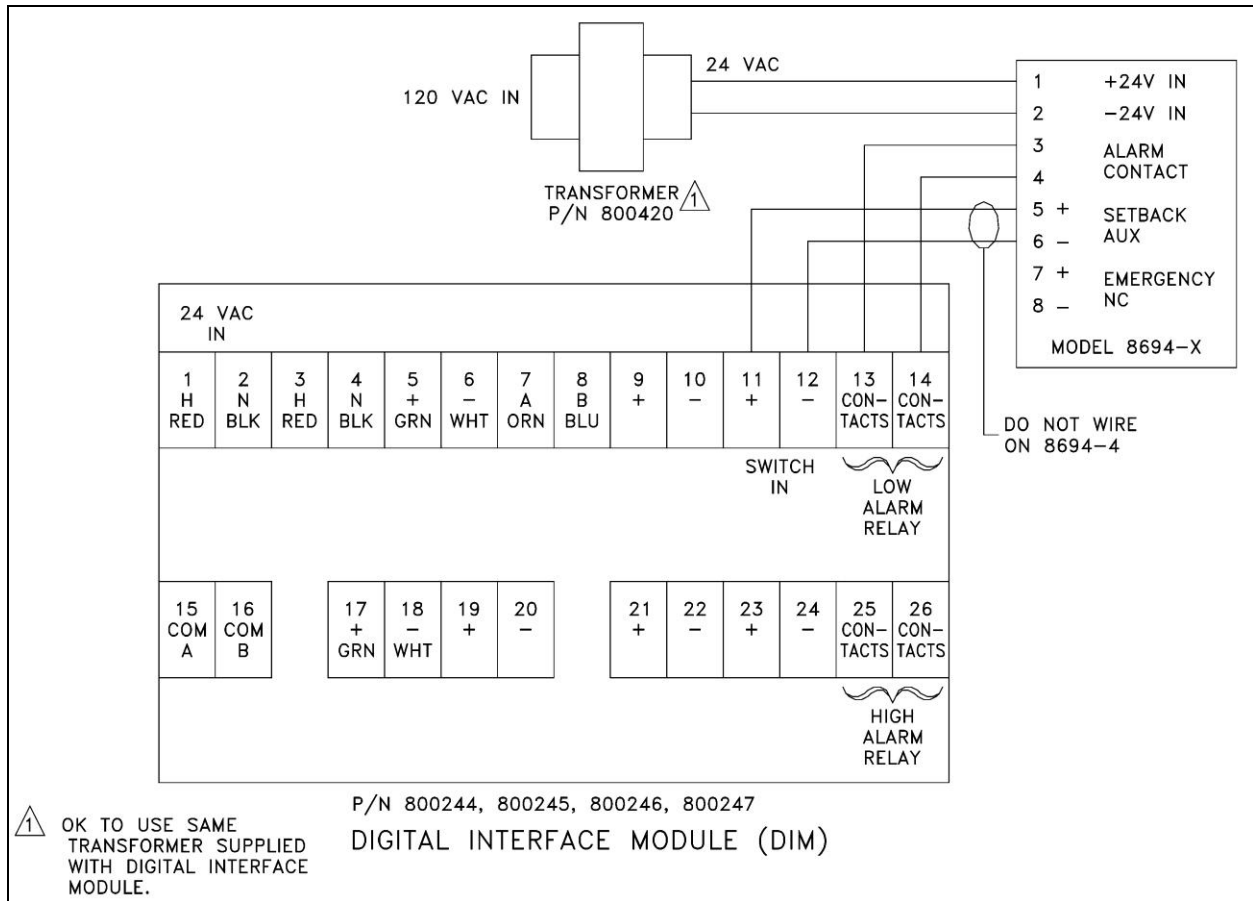 24 VAC
120 VAC IN
TRANSFORMER 1
P/N 800420
1 +24V IN
2 −24V IN
3
4
ALARM
CONTACT
5 +
6 −
SETBACK
AUX
7 +
8 −
EMERGENCY
NC
MODEL 8694−X
DO NOT WIRE
ON 8694−4
24 VAC
IN
1 2 3 4 5 6 7 8 9 10 11 12 13 14
H N H N + − A B + − + − CON− CON−
RED BLK RED BLK GRN WHT ORN BLU TACTS TACTS
SWITCH
IN
LOW
ALARM
RELAY
15 16 17 18 19 20 21 22 23 24 25 26
COM COM + − + − + − + − CON− CON−
A B GRN WHT TACTS TACTS
HIGH
ALARM
RELAY
P/N 800244, 800245, 800246, 800247
DIGITAL INTERFACE MODULE (DIM)
1 OK TO USE SAME
TRANSFORMER SUPPLIED
WITH DIGITAL INTERFACE
MODULE.